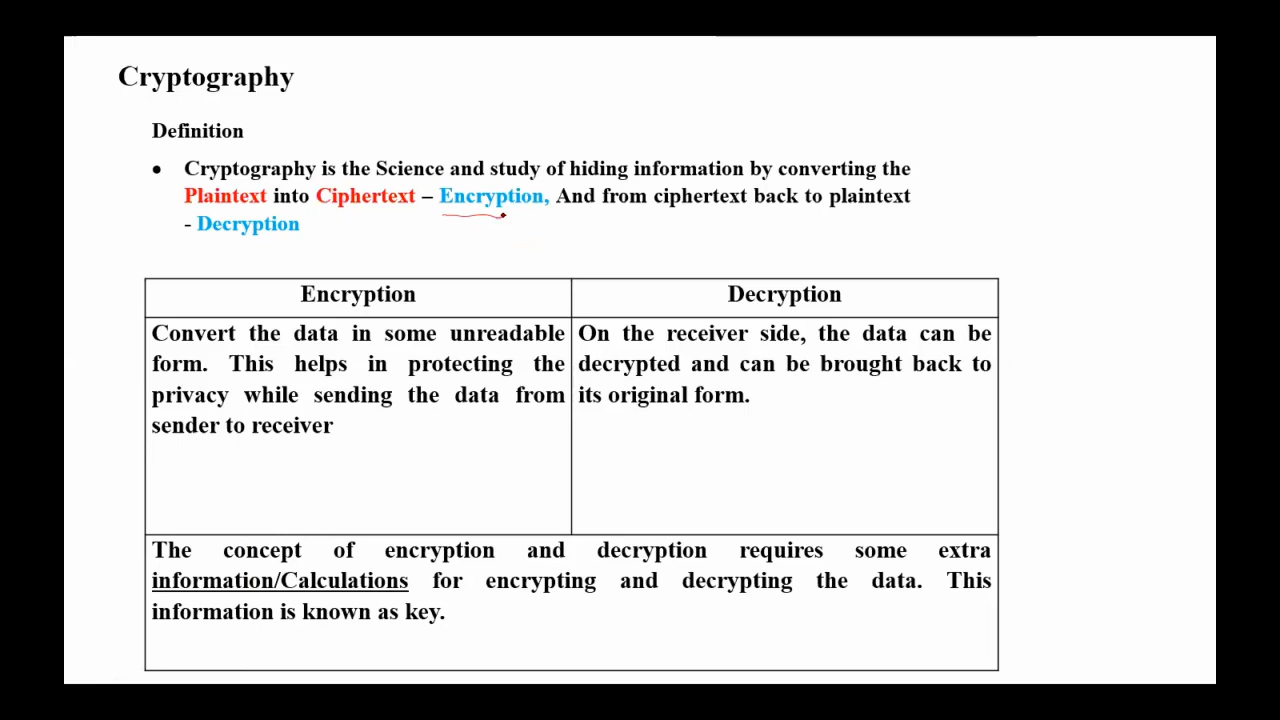 Cryptography
Definition
• Cryptography is the Science and study of hiding information by converting the
Plaintext into Ciphertext – Encryption, And from ciphertext back to plaintext
- Decryption
Encryption
Decryption
Convert the data in some unreadable
form. This helps in protecting the
privacy while sending the data from
sender to receiver
On the receiver side, the data can be
decrypted and can be brought back to
its original form.
The concept of encryption and decryption requires some extra
information/Calculations for encrypting and decrypting the data. This
information is known as key.